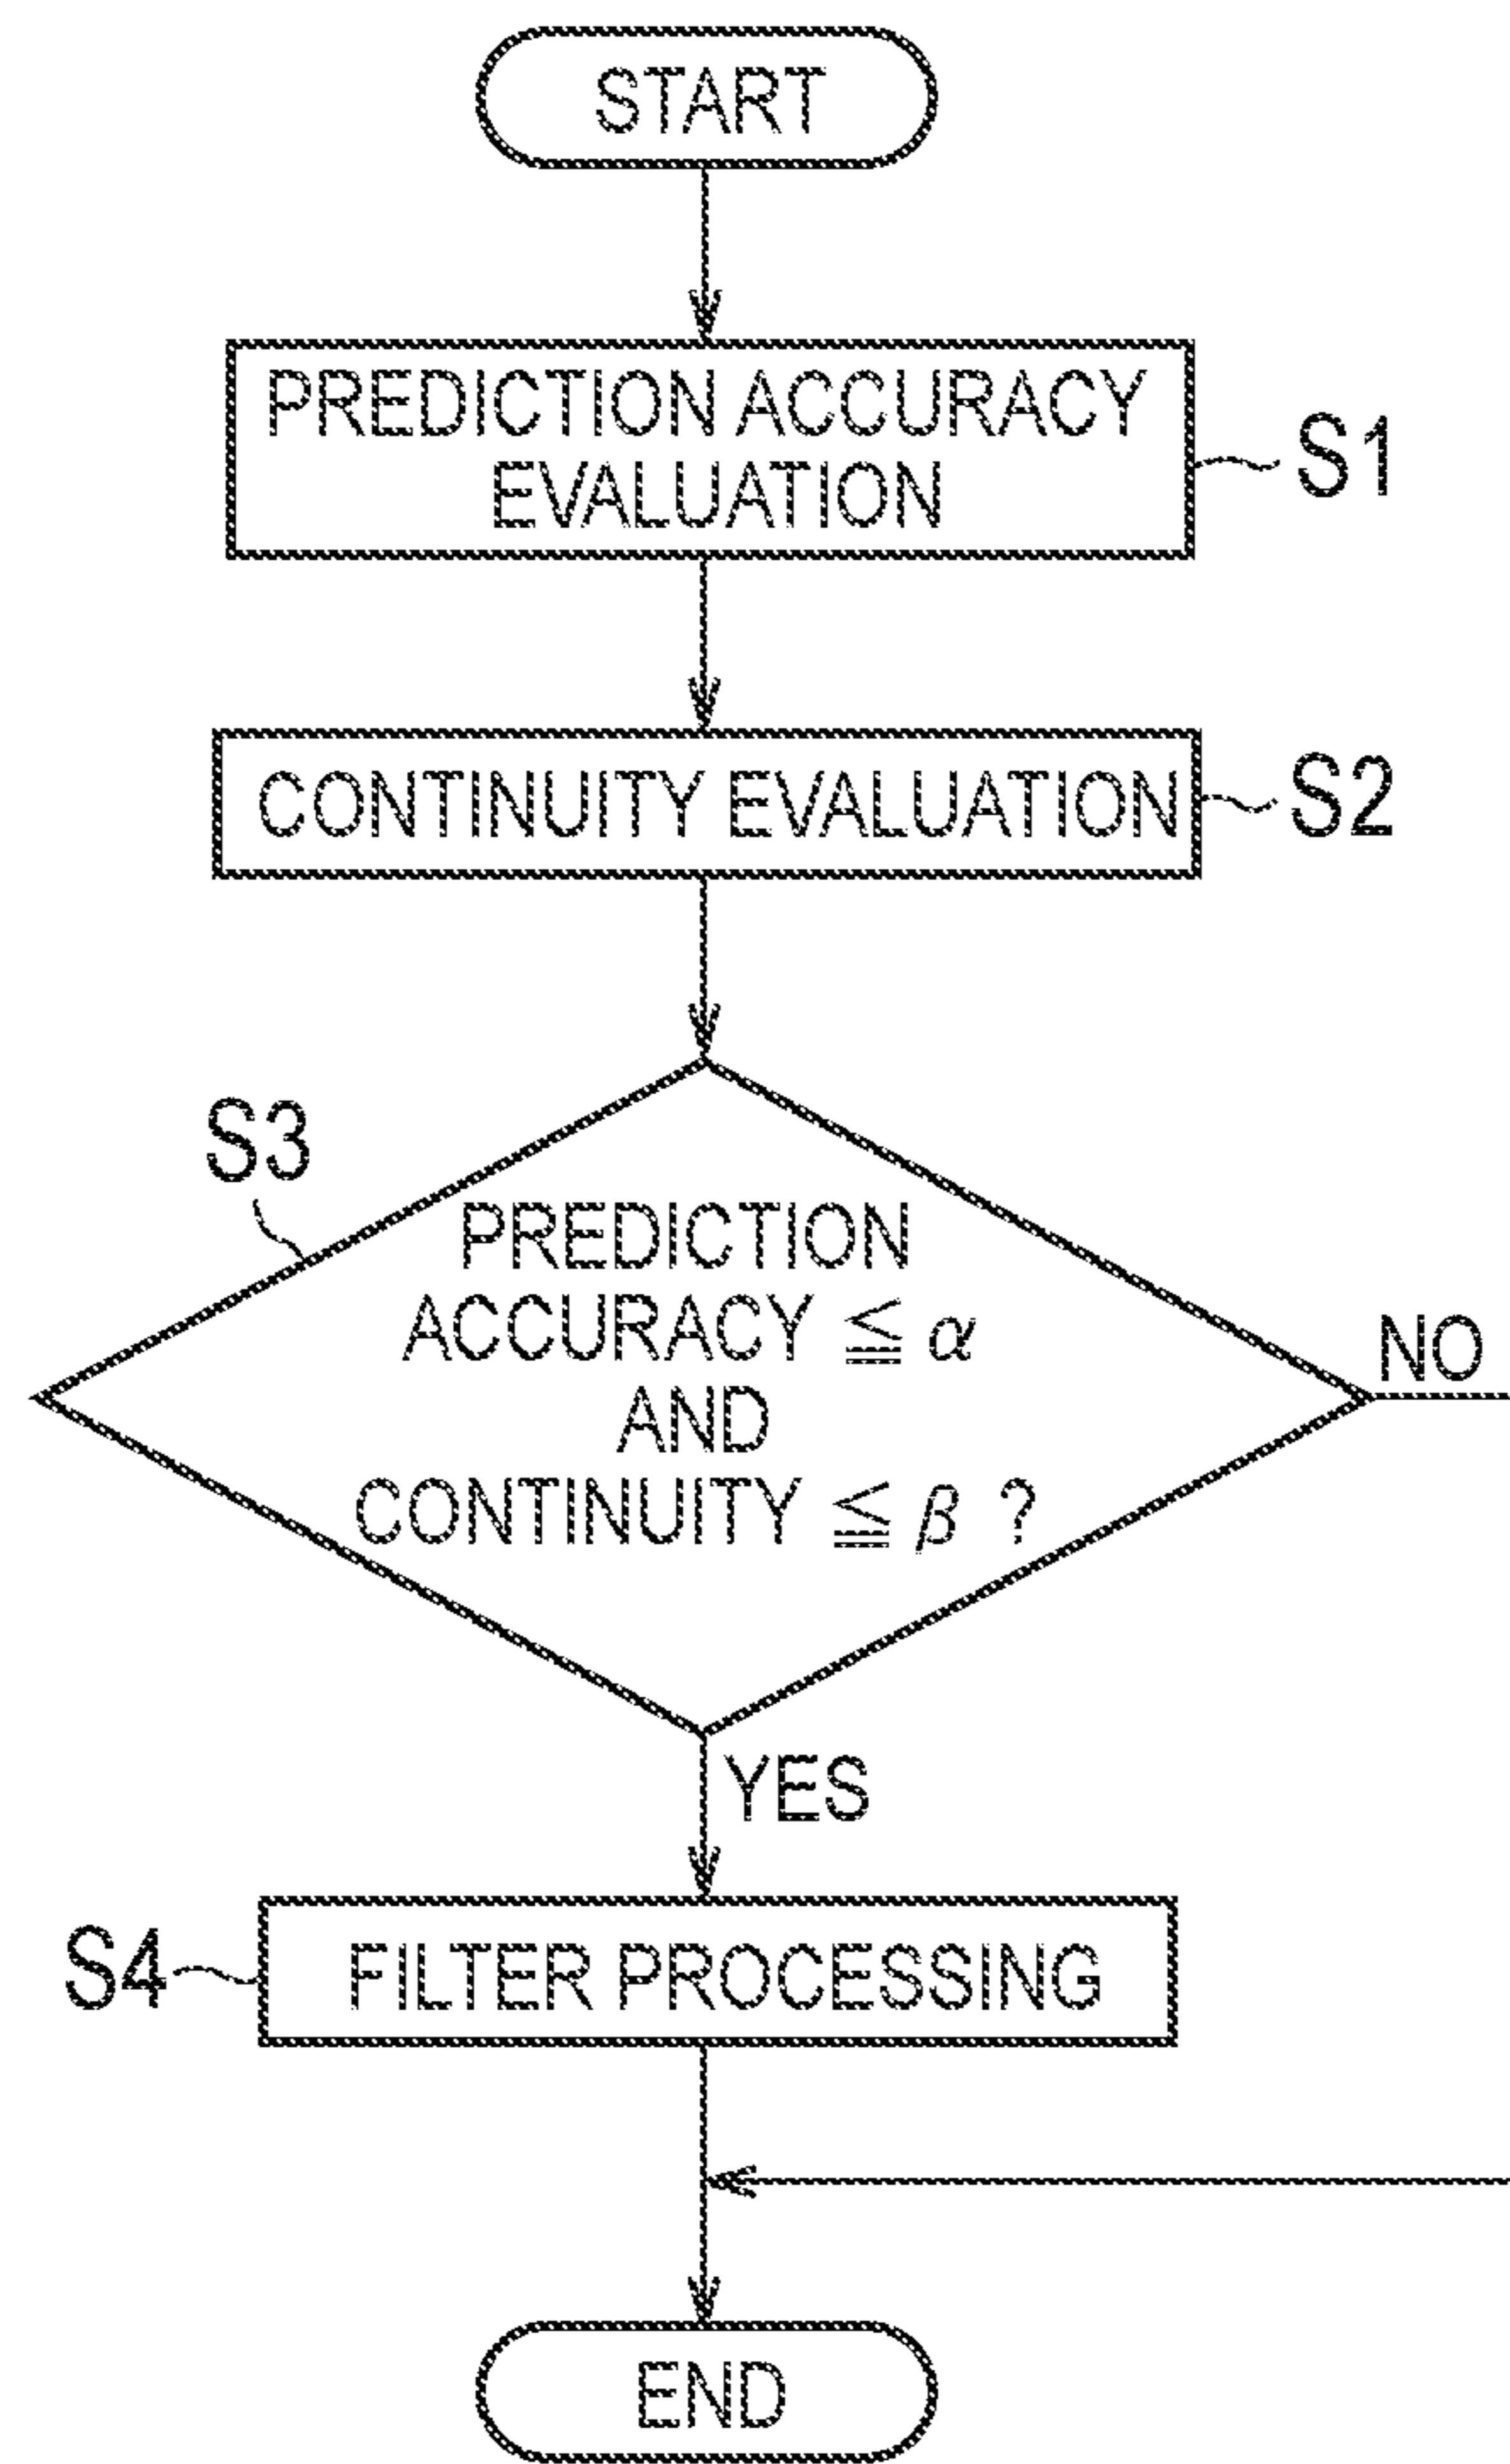 START
PREDICTION ACCURACY
EVALUATION
S1
CONTINUITY EVALUATION
S2
S3
PREDICTION
ACCURACY ≦ α
AND
CONTINUITY ≦ β ?
NO
YES
S4
FILTER PROCESSING
END